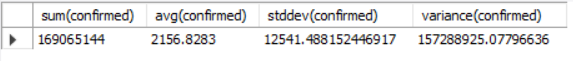 sum(confirmed) avg(confirmed) stddev(confirmed) variance(confirmed)
169065144 2156.8283 12541.488152446917 157288925.07796636